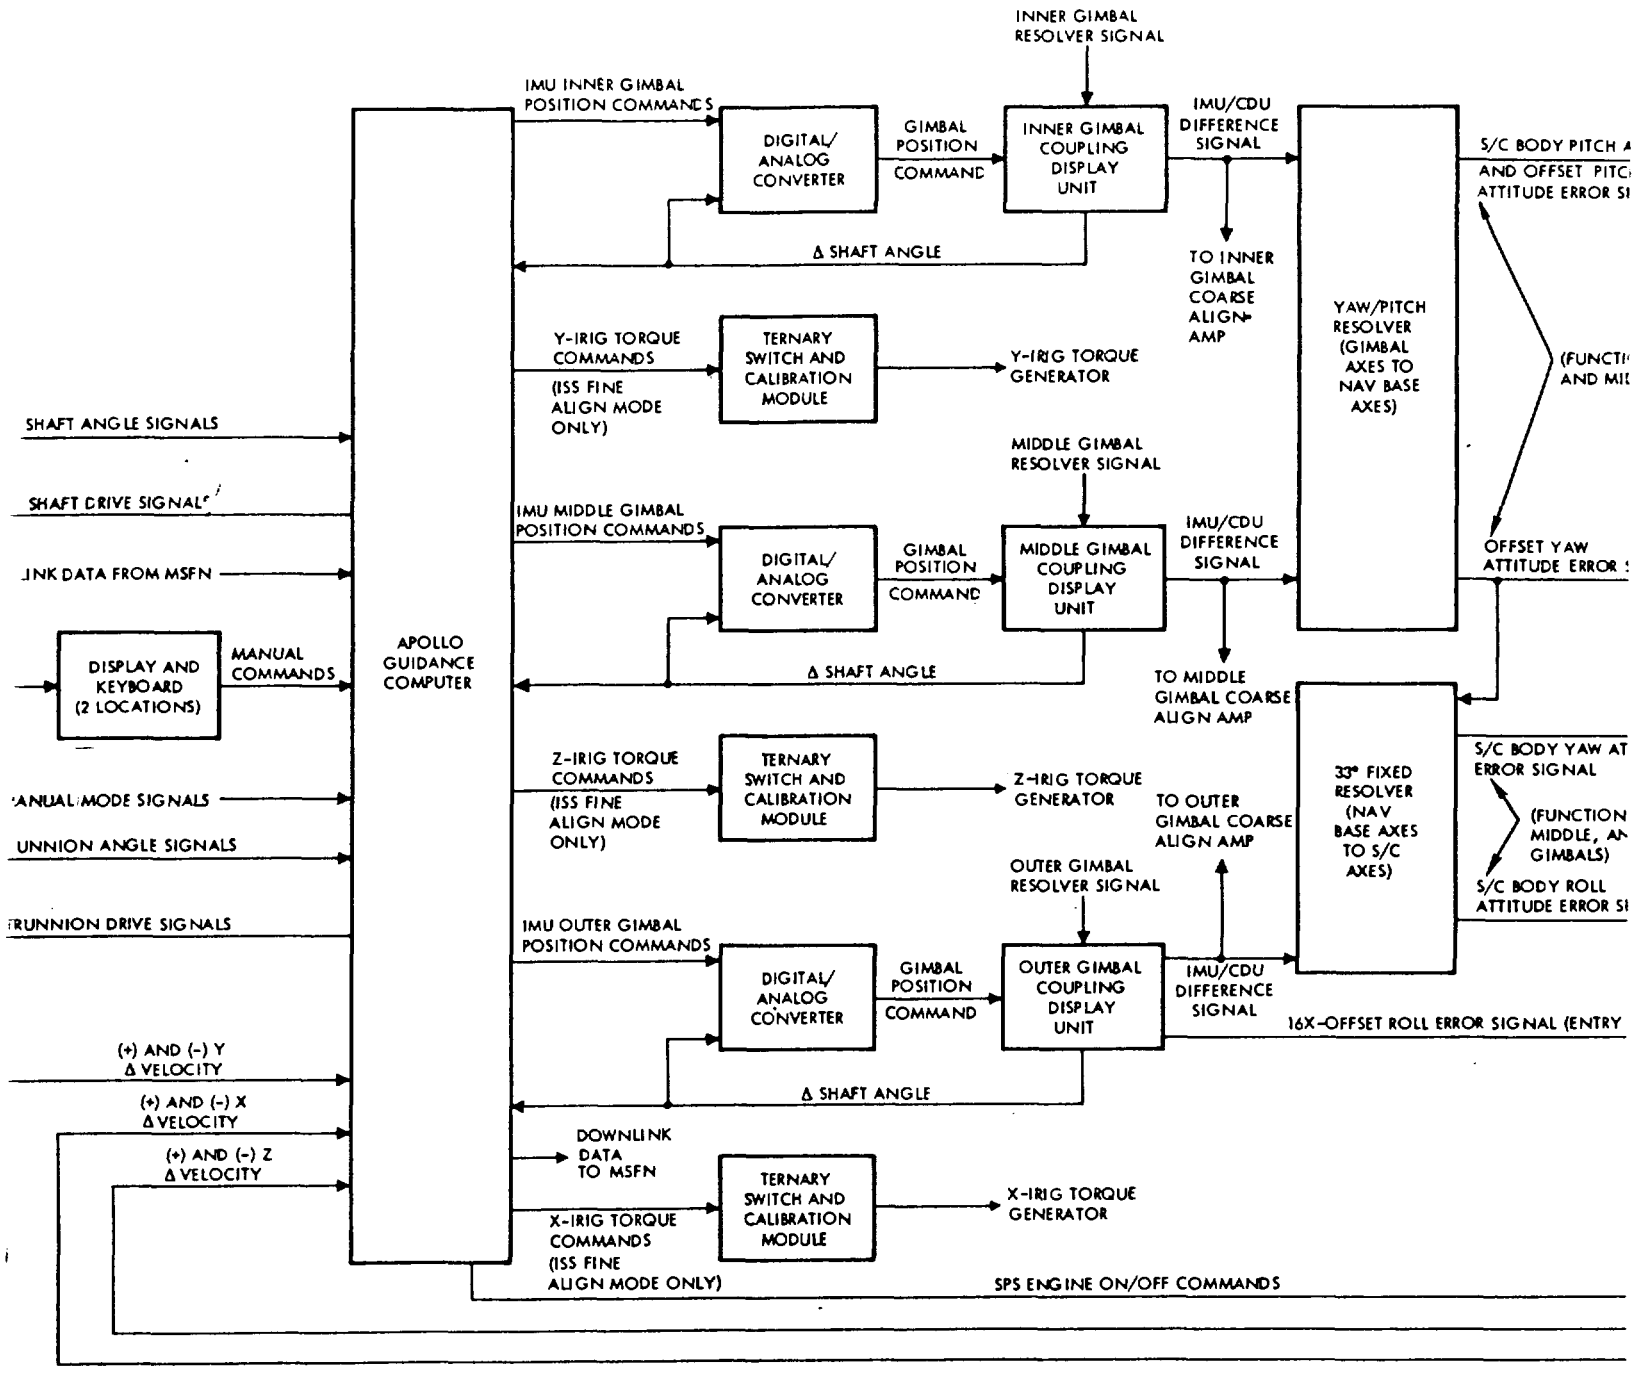 INNER GIMBAL
RESOLVER SIGNAL
IMU INNER GIMBAL
POSITION COMMANDS
DIGITAL/
ANALOG
CONVERTER
GIMBAL
POSITION
COMMAND
INNER GIMBAL
COUPLING
DISPLAY
UNIT
IMU/CDU
DIFFERENCE
SIGNAL
S/C BODY PITCH
AND OFFSET
ATTITUDE ERROR
Δ SHAFT ANGLE
TO INNER
GIMBAL
COARSE
ALIGN
AMP
YAW/PITCH
RESOLVER
(GIMBAL
AXES TO
NAV BASE
AXES)
Y-IRIG TORQUE
COMMANDS
(ISS FINE
ALIGN MODE
ONLY)
TERNARY
SWITCH AND
CALIBRATION
MODULE
Y-IRIG TORQUE
GENERATOR
AND
SHAFT ANGLE SIGNALS
SHAFT DRIVE
DATA FROM MSFN
DISPLAY AND
KEYBOARD
(2 LOCATIONS)
MANUAL
COMMANDS
MODE SIGNALS
ANGLE SIGNALS
DRIVE SIGNALS
APOLLO
GUIDANCE
COMPUTER
MIDDLE GIMBAL
RESOLVER SIGNAL
IMU MIDDLE GIMBAL
POSITION COMMANDS
DIGITAL/
ANALOG
CONVERTER
GIMBAL
POSITION
COMMAND
MIDDLE GIMBAL
COUPLING
DISPLAY
UNIT
IMU/CDU
DIFFERENCE
SIGNAL
OFFSET YAW
ATTITUDE ERROR
Δ SHAFT ANGLE
TO MIDDLE
GIMBAL COARSE
ALIGN AMP
Z-IRIG TORQUE
COMMANDS
(ISS FINE
ALIGN MODE
ONLY)
TERNARY
SWITCH AND
CALIBRATION
MODULE
Z-IRIG TORQUE
GENERATOR
TO OUTER
GIMBAL COARSE
ALIGN AMP
33° FIXED
RESOLVER
(NAV
BASE AXES
TO S/C
AXES)
S/C BODY YAW
ERROR SIGNAL
(FUNCTION
MIDDLE,
GIMBALS)
S/C BODY ROLL
ATTITUDE ERROR
OUTER GIMBAL
RESOLVER SIGNAL
IMU OUTER GIMBAL
POSITION COMMANDS
DIGITAL/
ANALOG
CONVERTER
GIMBAL
POSITION
COMMAND
OUTER GIMBAL
COUPLING
DISPLAY
UNIT
IMU/CDU
DIFFERENCE
SIGNAL
16X-OFFSET ROLL ERROR SIGNAL (ENTRY
Δ SHAFT ANGLE
(+) AND (-) Y
Δ VELOCITY
(+) AND (-) X
Δ VELOCITY
(+) AND (-) Z
Δ VELOCITY
DOWNLINK
DATA
TO MSFN
X-IRIG TORQUE
COMMANDS
(ISS FINE
ALIGN MODE ONLY)
TERNARY
SWITCH AND
CALIBRATION
MODULE
X-IRIG TORQUE
GENERATOR
SPS ENGINE ON/OFF COMMANDS